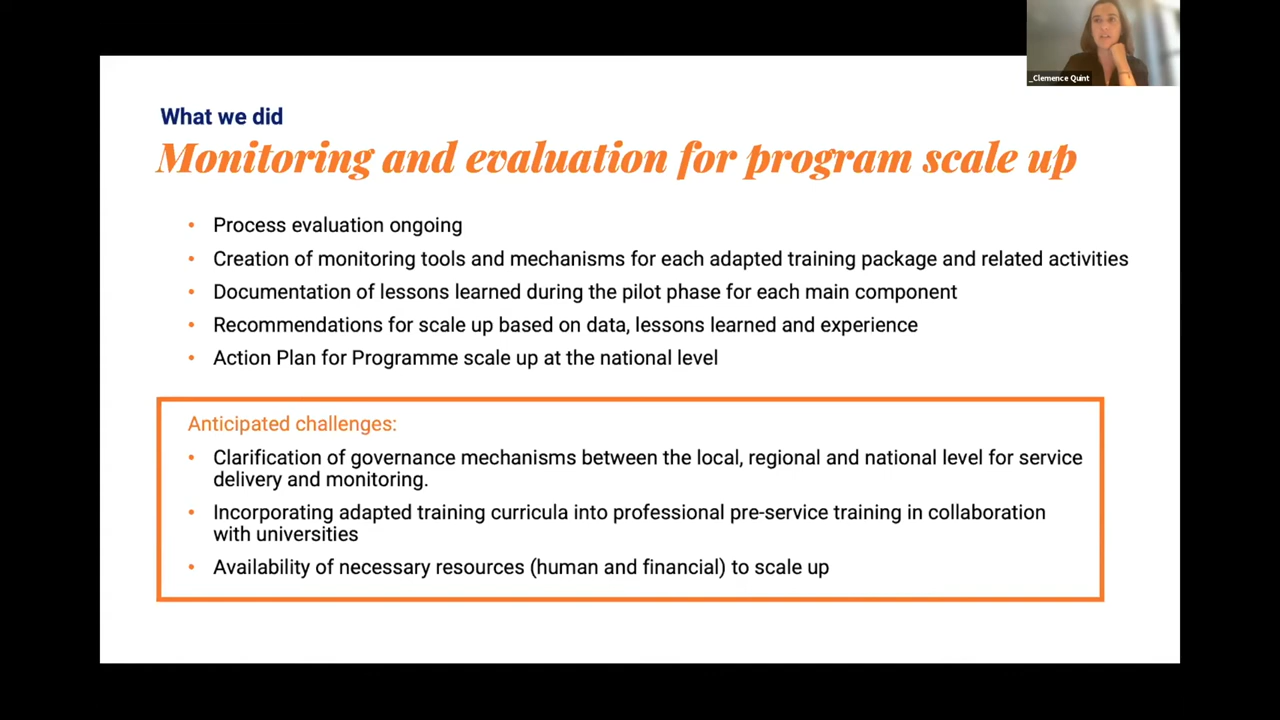 _Clemence Quint
What we did
Monitoring and evaluation for program scale up
• Process evaluation ongoing
• Creation of monitoring tools and mechanisms for each adapted training package and related activities
• Documentation of lessons learned during the pilot phase for each main component
• Recommendations for scale up based on data, lessons learned and experience
• Action Plan for Programme scale up at the national level
Anticipated challenges:
• Clarification of governance mechanisms between the local, regional and national level for service
delivery and monitoring.
• Incorporating adapted training curricula into professional pre-service training in collaboration
with universities
• Availability of necessary resources (human and financial) to scale up